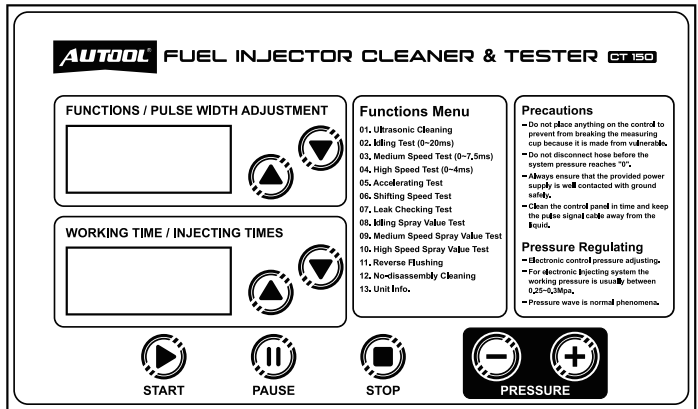 AUTOOL FUEL INJECTOR CLEANER & TESTER CT150
FUNCTIONS / PULSE WIDTH ADJUSTMENT
WORKING TIME / INJECTING TIMES
Functions Menu
01. Ultrasonic Cleaning
02. Idling Test (0~20ms)
03. Medium Speed Test (0~7.5ms)
04. High Speed Test (0~4ms)
05. Accelerating Test
06. Shifting Speed Test
07. Leak Checking Test
08. Idling Spray Value Test
09. Medium Speed Spray Value Test
10. High Speed Spray Value Test
11. Reverse Flushing
12. No-disassembly Cleaning
13. Unit Info.
Precautions
– Do not place anything on the control to
prevent from breaking the measuring
cup because it is made from vulnerable.
– Do not disconnect hose before the
system pressure reaches "0".
– Always ensure that the provided power
supply is well contacted with ground
safely.
– Clean the control panel in time and keep
the pulse signal cable away from the
liquid.
Pressure Regulating
– Electronic control pressure adjusting.
– For electronic injecting system the
working pressure is usually between
0.25~0.3Mpa.
– Pressure wave is normal phenomena.
START
PAUSE
STOP
PRESSURE